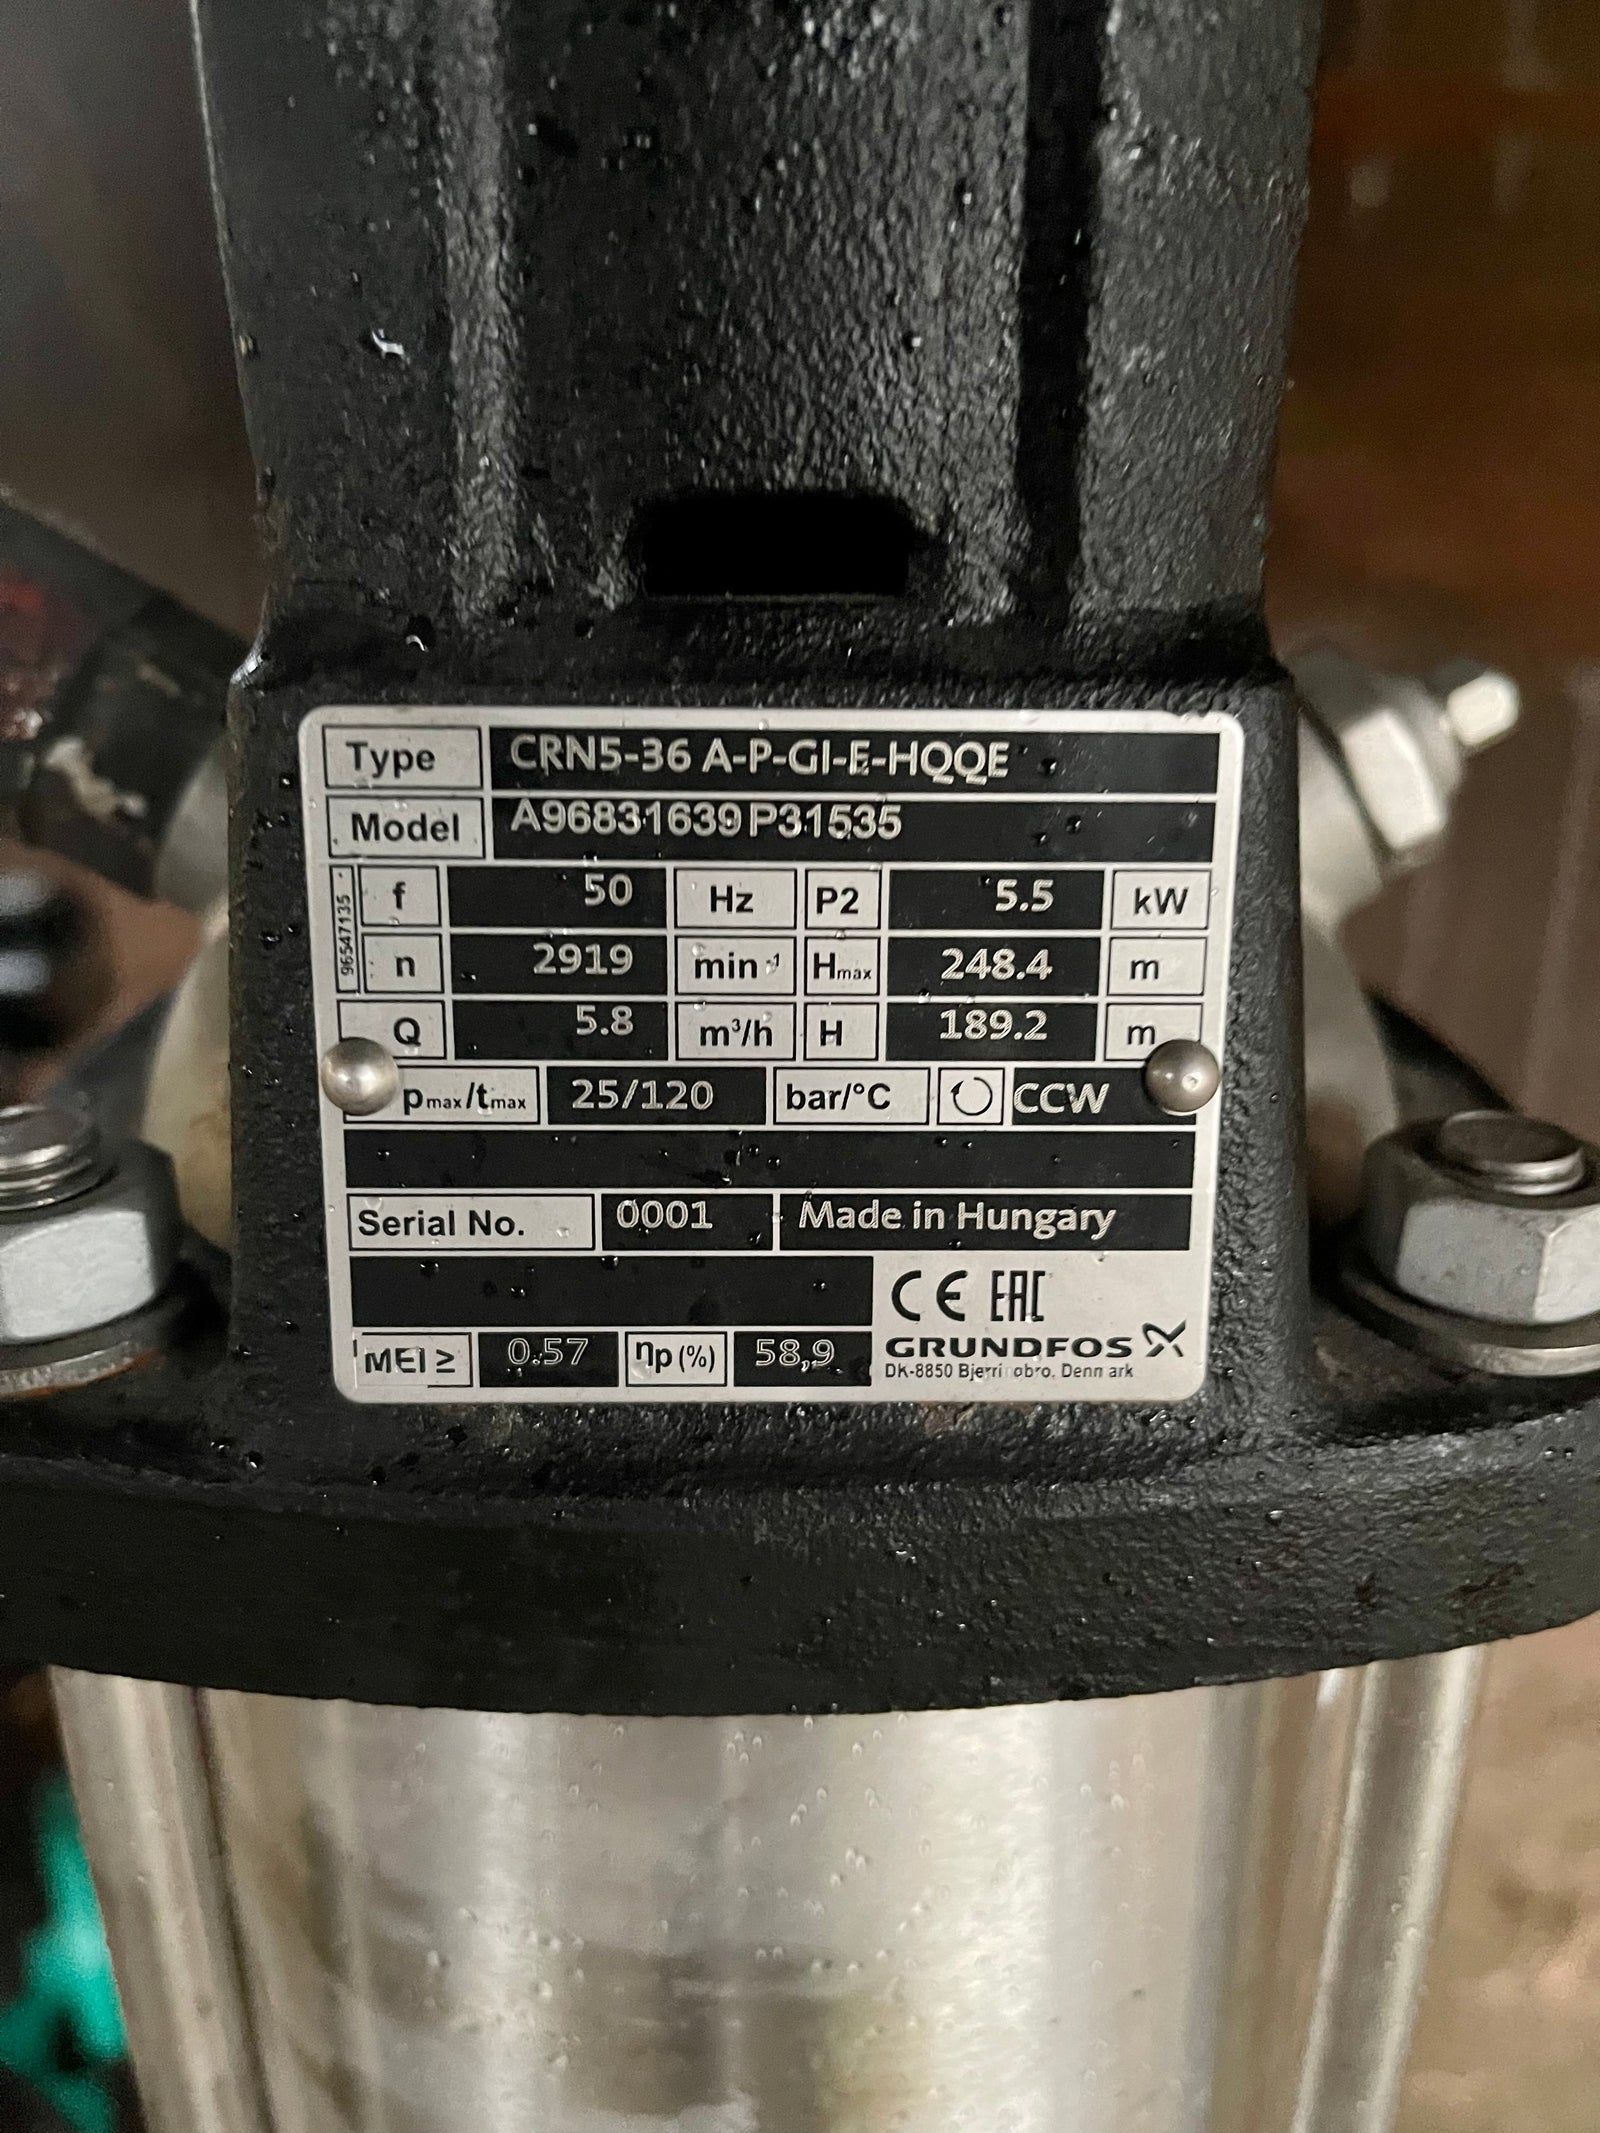 Type CRN5-36 A-P-GI-E-HQQE
Model A96831639P31535
96547135
f 50 Hz P2 5.5 kW
n 2919 min-1 Hmax 248.4 m
Q 5.8 m³/h H 189.2 m
pmax/tmax 25/120 bar/°C CCW
Serial No. 0001 Made in Hungary
CE EAC
MEI ≥ 0.57 ηp (%) 58,9 GRUNDFOS
DK-8850 Bjerringbro, Denmark